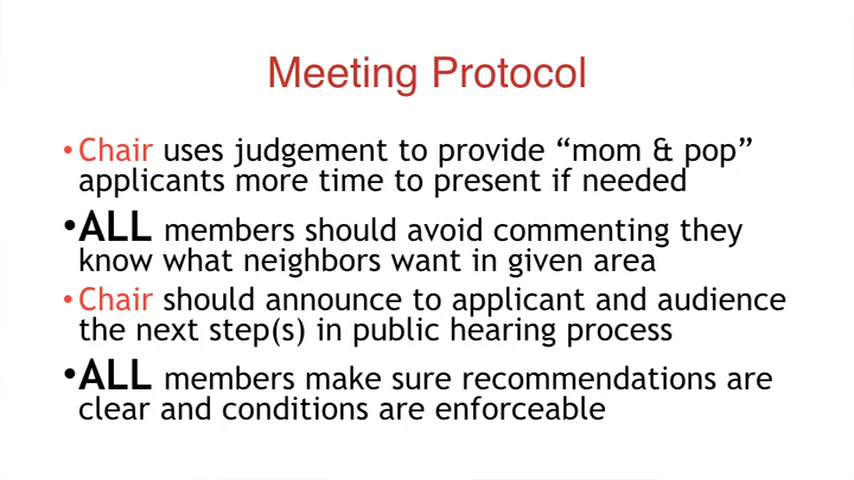 Meeting Protocol
•Chair uses judgement to provide “mom & pop”
applicants more time to present if needed
•ALL members should avoid commenting they
know what neighbors want in given area
•Chair should announce to applicant and audience
the next step(s) in public hearing process
•ALL members make sure recommendations are
clear and conditions are enforceable